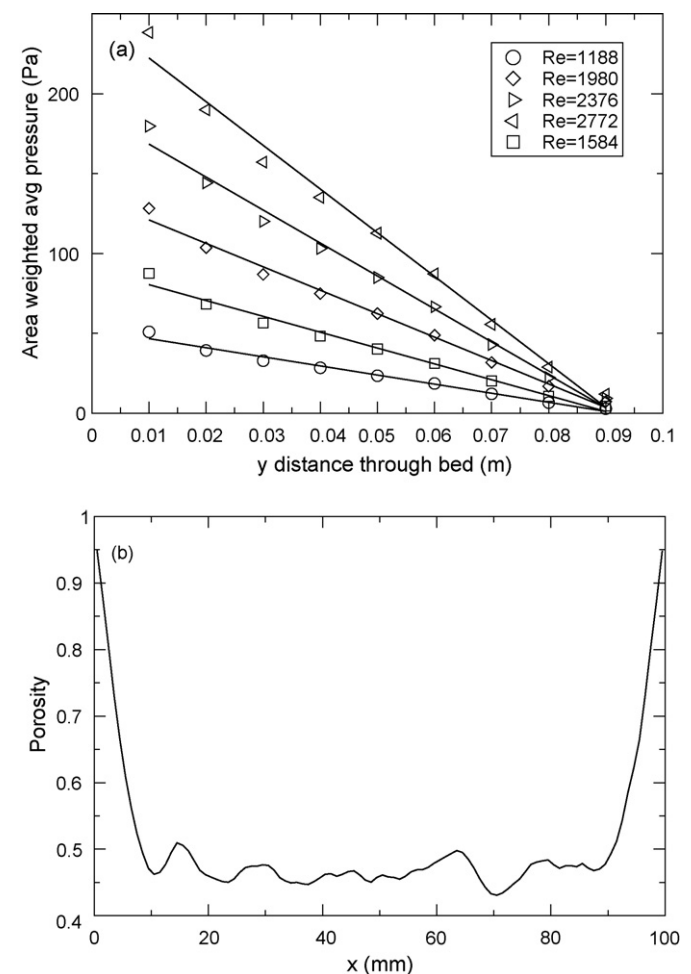 (a)
Area weighted avg pressure (Pa)
200
100
0
Re=1188
Re=1980
Re=2376
Re=2772
Re=1584
0 0.01 0.02 0.03 0.04 0.05 0.06 0.07 0.08 0.09 0.1
y distance through bed (m)
(b)
Porosity
1
0.9
0.8
0.7
0.6
0.5
0.4
0 20 40 60 80 100
x (mm)